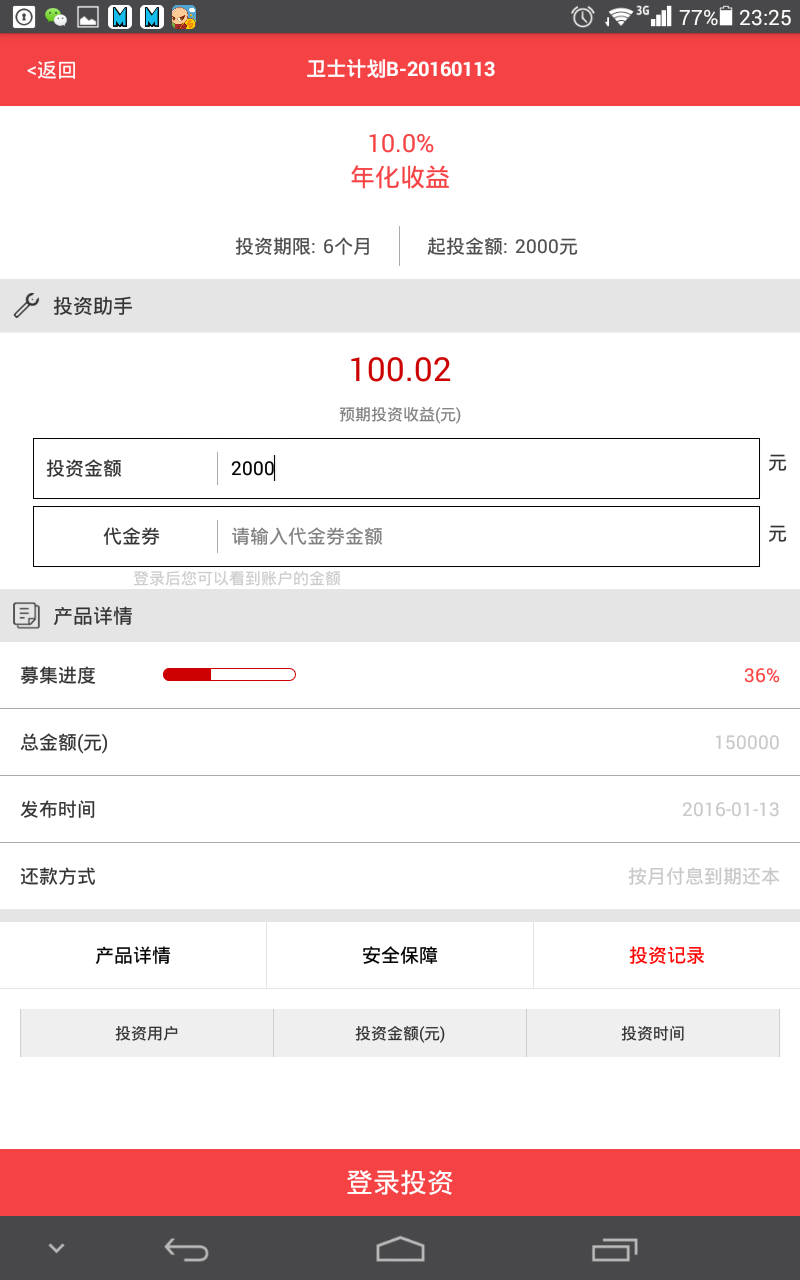 3G 77% 23:25
<返回 卫士计划B-20160113
10.0%
年化收益
投资期限: 6个月 起投金额: 2000元
投资助手
100.02
预期投资收益(元)
投资金额 2000 元
代金券 请输入代金券金额 元
登录后您可以看到账户的金额
产品详情
募集进度 36%
总金额(元) 150000
发布时间 2016-01-13
还款方式 按月付息到期还本
产品详情 安全保障 投资记录
投资用户 投资金额(元) 投资时间
登录投资